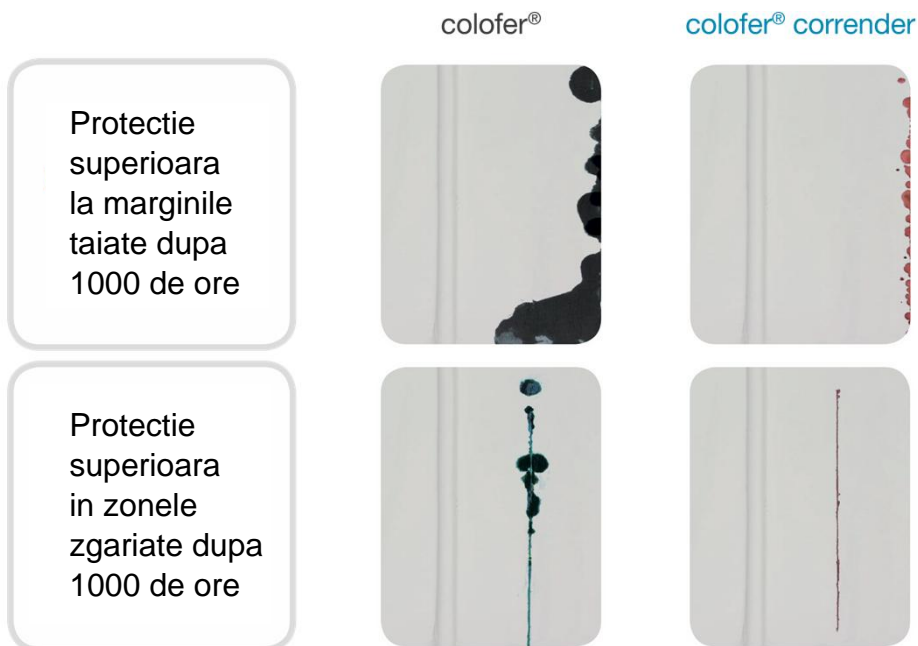 colofer®
colofer® corrender
Protectie
superioara
la marginile
taiate dupa
1000 de ore
Protectie
superioara
in zonele
zgariate dupa
1000 de ore